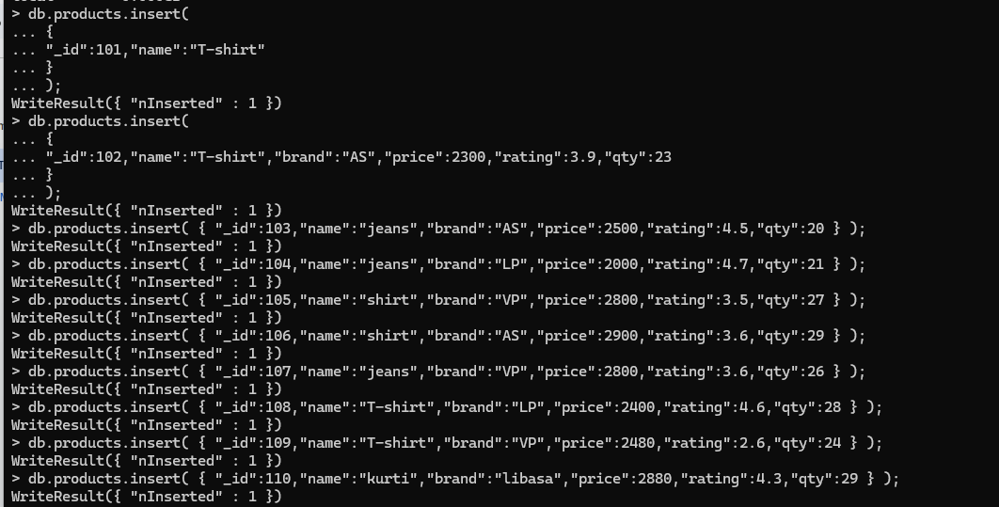 > db.products.insert(
... {
... "_id":101,"name":"T-shirt"
... }
... );
WriteResult({ "nInserted" : 1 })
> db.products.insert(
... {
... "_id":102,"name":"T-shirt","brand":"AS","price":2300,"rating":3.9,"qty":23
... }
... );
WriteResult({ "nInserted" : 1 })
> db.products.insert( { "_id":103,"name":"jeans","brand":"AS","price":2500,"rating":4.5,"qty":20 } );
WriteResult({ "nInserted" : 1 })
> db.products.insert( { "_id":104,"name":"jeans","brand":"LP","price":2000,"rating":4.7,"qty":21 } );
WriteResult({ "nInserted" : 1 })
> db.products.insert( { "_id":105,"name":"shirt","brand":"VP","price":2800,"rating":3.5,"qty":27 } );
WriteResult({ "nInserted" : 1 })
> db.products.insert( { "_id":106,"name":"shirt","brand":"AS","price":2900,"rating":3.6,"qty":29 } );
WriteResult({ "nInserted" : 1 })
> db.products.insert( { "_id":107,"name":"jeans","brand":"VP","price":2800,"rating":3.6,"qty":26 } );
WriteResult({ "nInserted" : 1 })
> db.products.insert( { "_id":108,"name":"T-shirt","brand":"LP","price":2400,"rating":4.6,"qty":28 } );
WriteResult({ "nInserted" : 1 })
> db.products.insert( { "_id":109,"name":"T-shirt","brand":"VP","price":2480,"rating":2.6,"qty":24 } );
WriteResult({ "nInserted" : 1 })
> db.products.insert( { "_id":110,"name":"kurti","brand":"libasa","price":2880,"rating":4.3,"qty":29 } );
WriteResult({ "nInserted" : 1 })